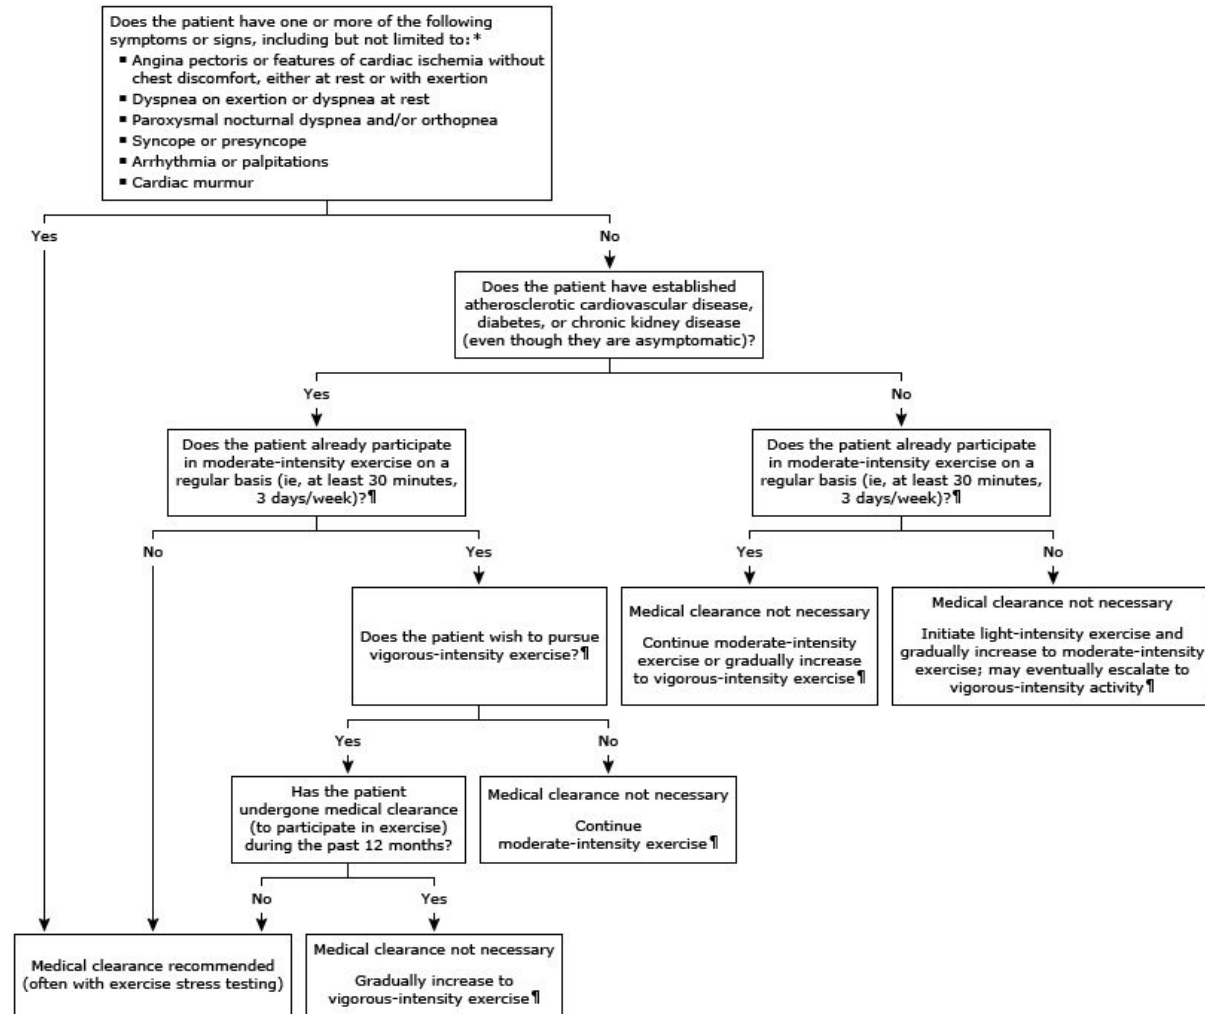 Does the patient have one or more of the following
symptoms or signs, including but not limited to:*
▪ Angina pectoris or features of cardiac ischemia without
chest discomfort, either at rest or with exertion
▪ Dyspnea on exertion or dyspnea at rest
▪ Paroxysmal nocturnal dyspnea and/or orthopnea
▪ Syncope or presyncope
▪ Arrhythmia or palpitations
▪ Cardiac murmur
Yes
No
Does the patient have established
atherosclerotic cardiovascular disease,
diabetes, or chronic kidney disease
(even though they are asymptomatic)?
Yes
No
Does the patient already participate
in moderate-intensity exercise on a
regular basis (ie, at least 30 minutes,
3 days/week)?¶
Does the patient already participate
in moderate-intensity exercise on a
regular basis (ie, at least 30 minutes,
3 days/week)?¶
No
Yes
Yes
No
Does the patient wish to pursue
vigorous-intensity exercise?¶
Medical clearance not necessary
Continue moderate-intensity
exercise or gradually increase
to vigorous-intensity exercise¶
Medical clearance not necessary
Initiate light-intensity exercise and
gradually increase to moderate-intensity
exercise; may eventually escalate to
vigorous-intensity activity¶
Yes
No
Has the patient
undergone medical clearance
(to participate in exercise)
during the past 12 months?
Medical clearance not necessary
Continue
moderate-intensity exercise¶
No
Yes
Medical clearance recommended
(often with exercise stress testing)
Medical clearance not necessary
Gradually increase to
vigorous-intensity exercise¶